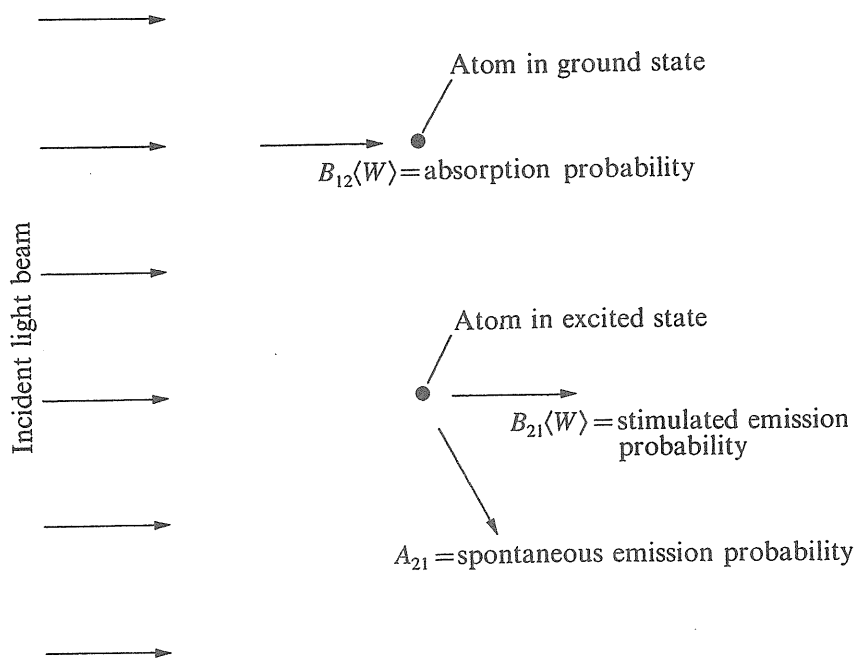 Incident light beam
Atom in ground state
B₁₂⟨W⟩=absorption probability
Atom in excited state
B₂₁⟨W⟩=stimulated emission
probability
A₂₁=spontaneous emission probability